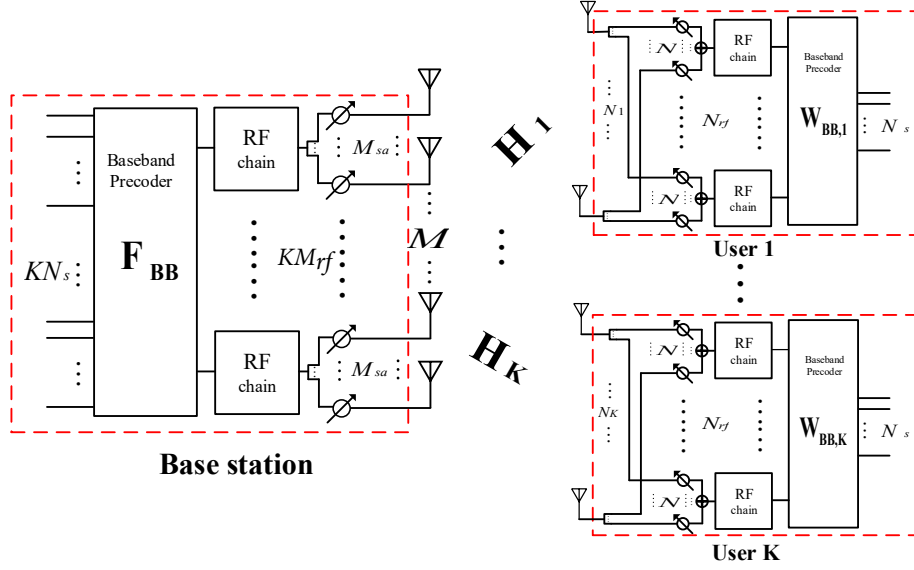 KN s
Baseband
Precoder
F BB
RF
chain
M sa
KM rf
RF
chain
M sa
M
Base station
H 1
H K
N 1
N
RF
chain
N rf
N
RF
chain
Baseband
Precoder
W BB,1
N s
User 1
N K
N
RF
chain
N rf
N
RF
chain
Baseband
Precoder
W BB,K
N s
User K